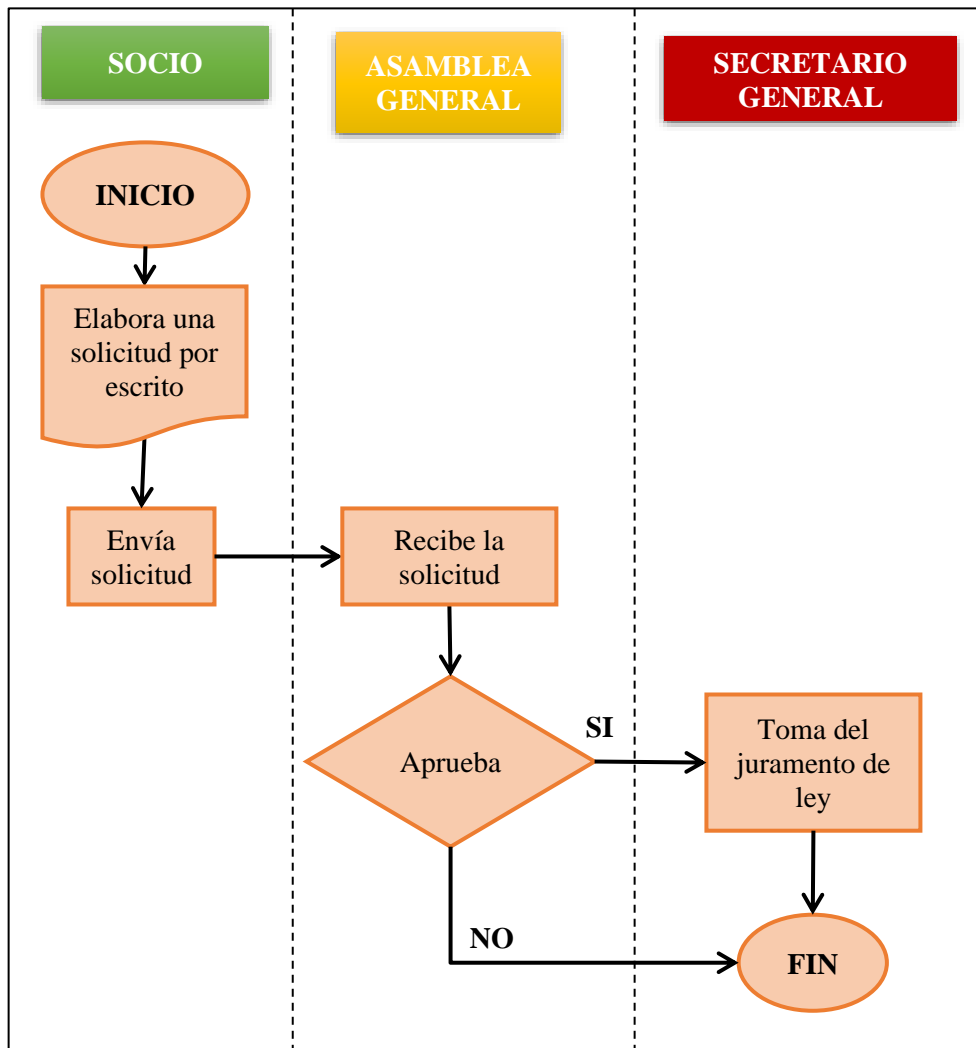 SOCIO
ASAMBLEA
GENERAL
SECRETARIO
GENERAL
INICIO
Elabora una
solicitud por
escrito
Envía
solicitud
Recibe la
solicitud
Aprueba
SI
Toma del
juramento de
ley
NO
FIN